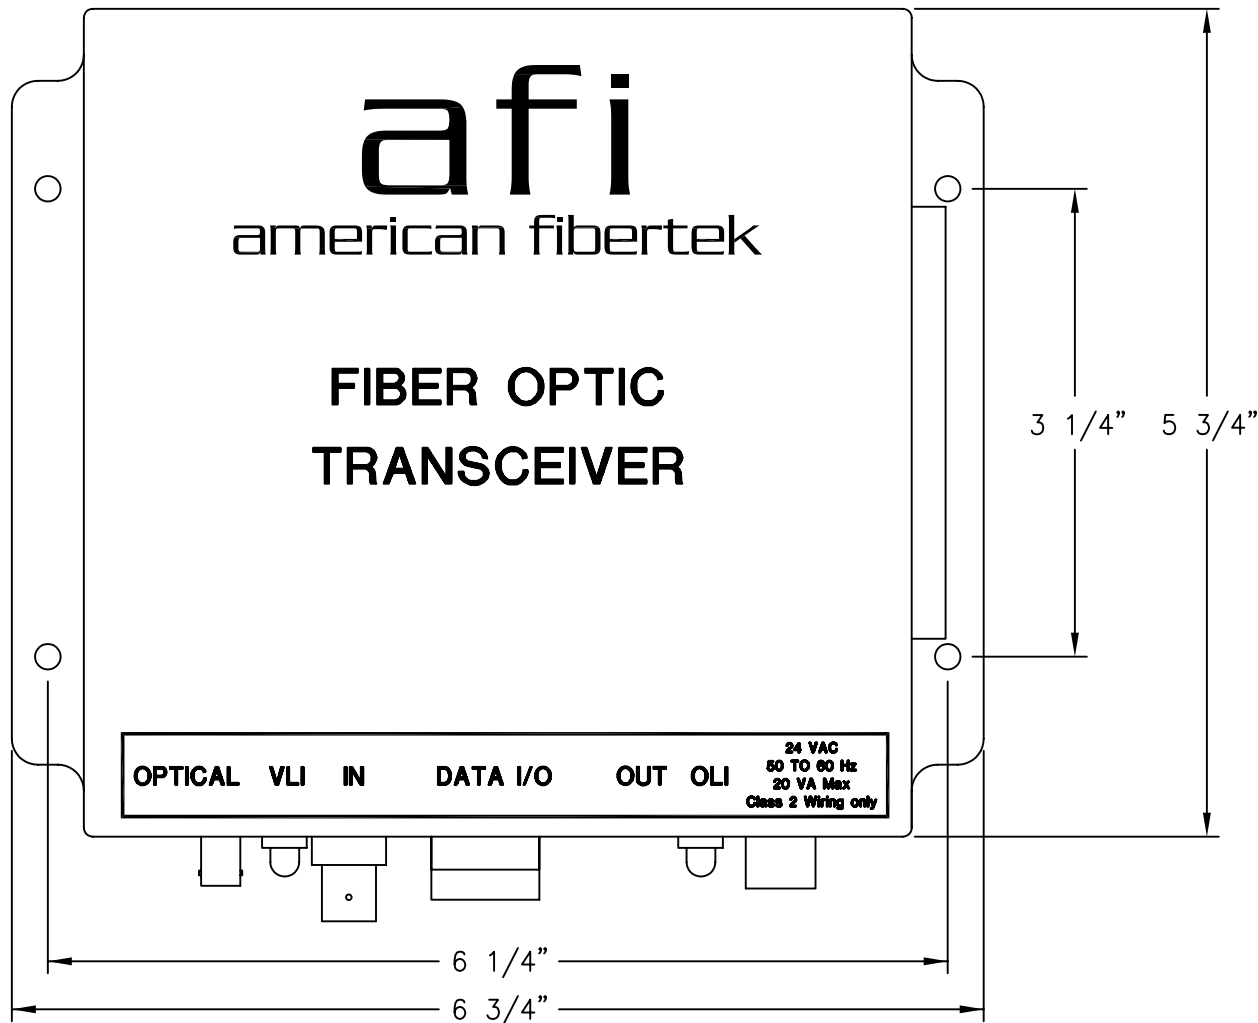 afi
american fibertek
FIBER OPTIC
TRANSCEIVER
3 1/4”
5 3/4”
OPTICAL VLI IN DATA I/O OUT OLI
24 VAC
50 TO 60 Hz
20 VA Max
Class 2 Wiring only
6 1/4”
6 3/4”